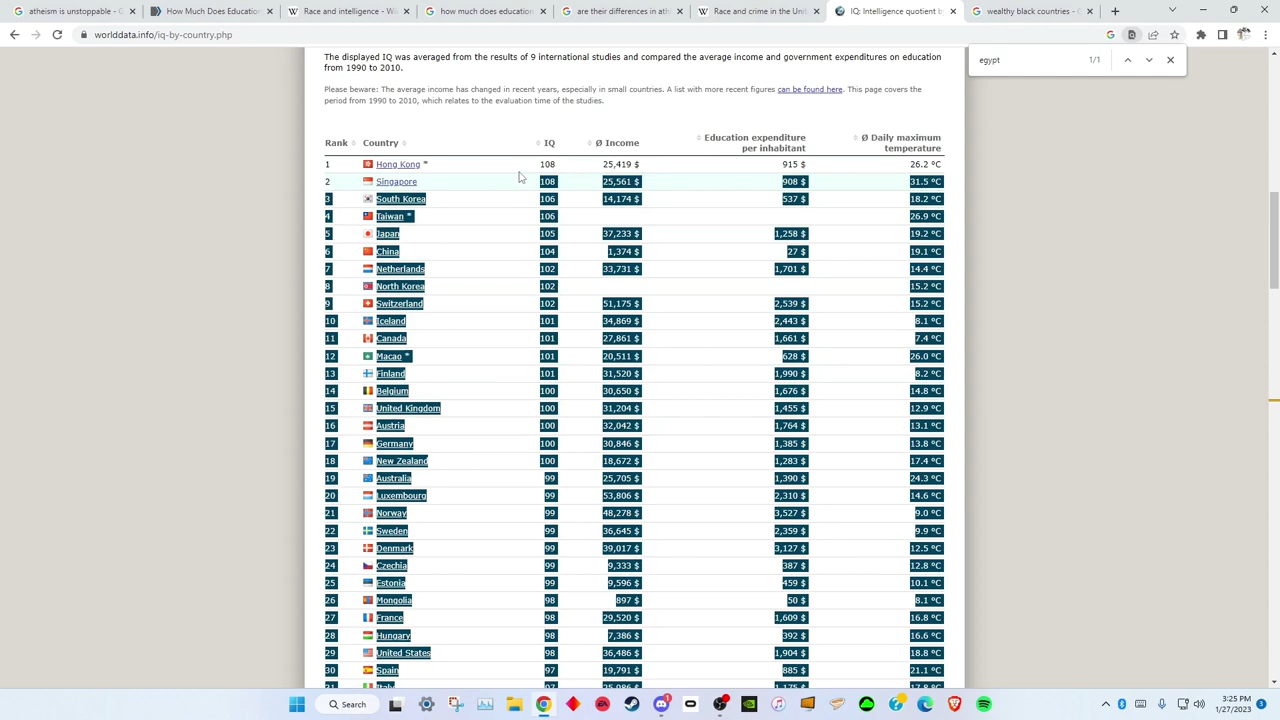 atheism is unstoppable - G
How Much Does Education
Race and intelligence - Wik
how much does education
are their differences in ath
Race and crime in the Unit
IQ: Intelligence quotient b
wealthy black countries - G
worlddata.info/iq-by-country.php
egypt 1/1
The displayed IQ was averaged from the results of 9 international studies and compared the average income and government expenditures on education
from 1990 to 2010.
Please beware: The average income has changed in recent years, especially in small countries. A list with more recent figures can be found here. This page covers the
period from 1990 to 2010, which relates to the evaluation time of the studies.
Rank Country IQ Ø Income Education expenditure per inhabitant Ø Daily maximum temperature
1 Hong Kong * 108 25,419 $ 915 $ 26.2 °C
2 Singapore 108 25,561 $ 908 $ 31.5 °C
3 South Korea 106 14,174 $ 537 $ 18.2 °C
4 Taiwan * 106 26.9 °C
5 Japan 105 37,233 $ 1,258 $ 19.2 °C
6 China 104 1,374 $ 27 $ 19.1 °C
7 Netherlands 102 33,731 $ 1,701 $ 14.4 °C
8 North Korea 102 15.2 °C
9 Switzerland 102 51,175 $ 2,539 $ 15.2 °C
10 Iceland 101 34,869 $ 2,443 $ 8.1 °C
11 Canada 101 27,861 $ 1,661 $ 7.4 °C
12 Macao * 101 20,511 $ 628 $ 26.0 °C
13 Finland 101 31,520 $ 1,990 $ 8.2 °C
14 Belgium 100 30,650 $ 1,676 $ 14.8 °C
15 United Kingdom 100 31,204 $ 1,455 $ 12.9 °C
16 Austria 100 32,042 $ 1,764 $ 13.1 °C
17 Germany 100 30,846 $ 1,385 $ 13.8 °C
18 New Zealand 100 18,672 $ 1,283 $ 17.4 °C
19 Australia 99 25,705 $ 1,390 $ 24.3 °C
20 Luxembourg 99 53,806 $ 2,310 $ 14.6 °C
21 Norway 99 48,278 $ 3,527 $ 9.0 °C
22 Sweden 99 36,645 $ 2,359 $ 9.9 °C
23 Denmark 99 39,017 $ 3,127 $ 12.5 °C
24 Czechia 99 9,333 $ 387 $ 12.8 °C
25 Estonia 99 9,596 $ 459 $ 10.1 °C
26 Mongolia 98 897 $ 50 $ 8.1 °C
27 France 98 29,520 $ 1,609 $ 16.8 °C
28 Hungary 98 7,386 $ 392 $ 16.6 °C
29 United States 98 36,486 $ 1,904 $ 18.8 °C
30 Spain 97 19,791 $ 885 $ 21.1 °C
31 Italy 97 25,986 $ 1,175 $ 17.8 °C
Search
3:25 PM
1/27/2023